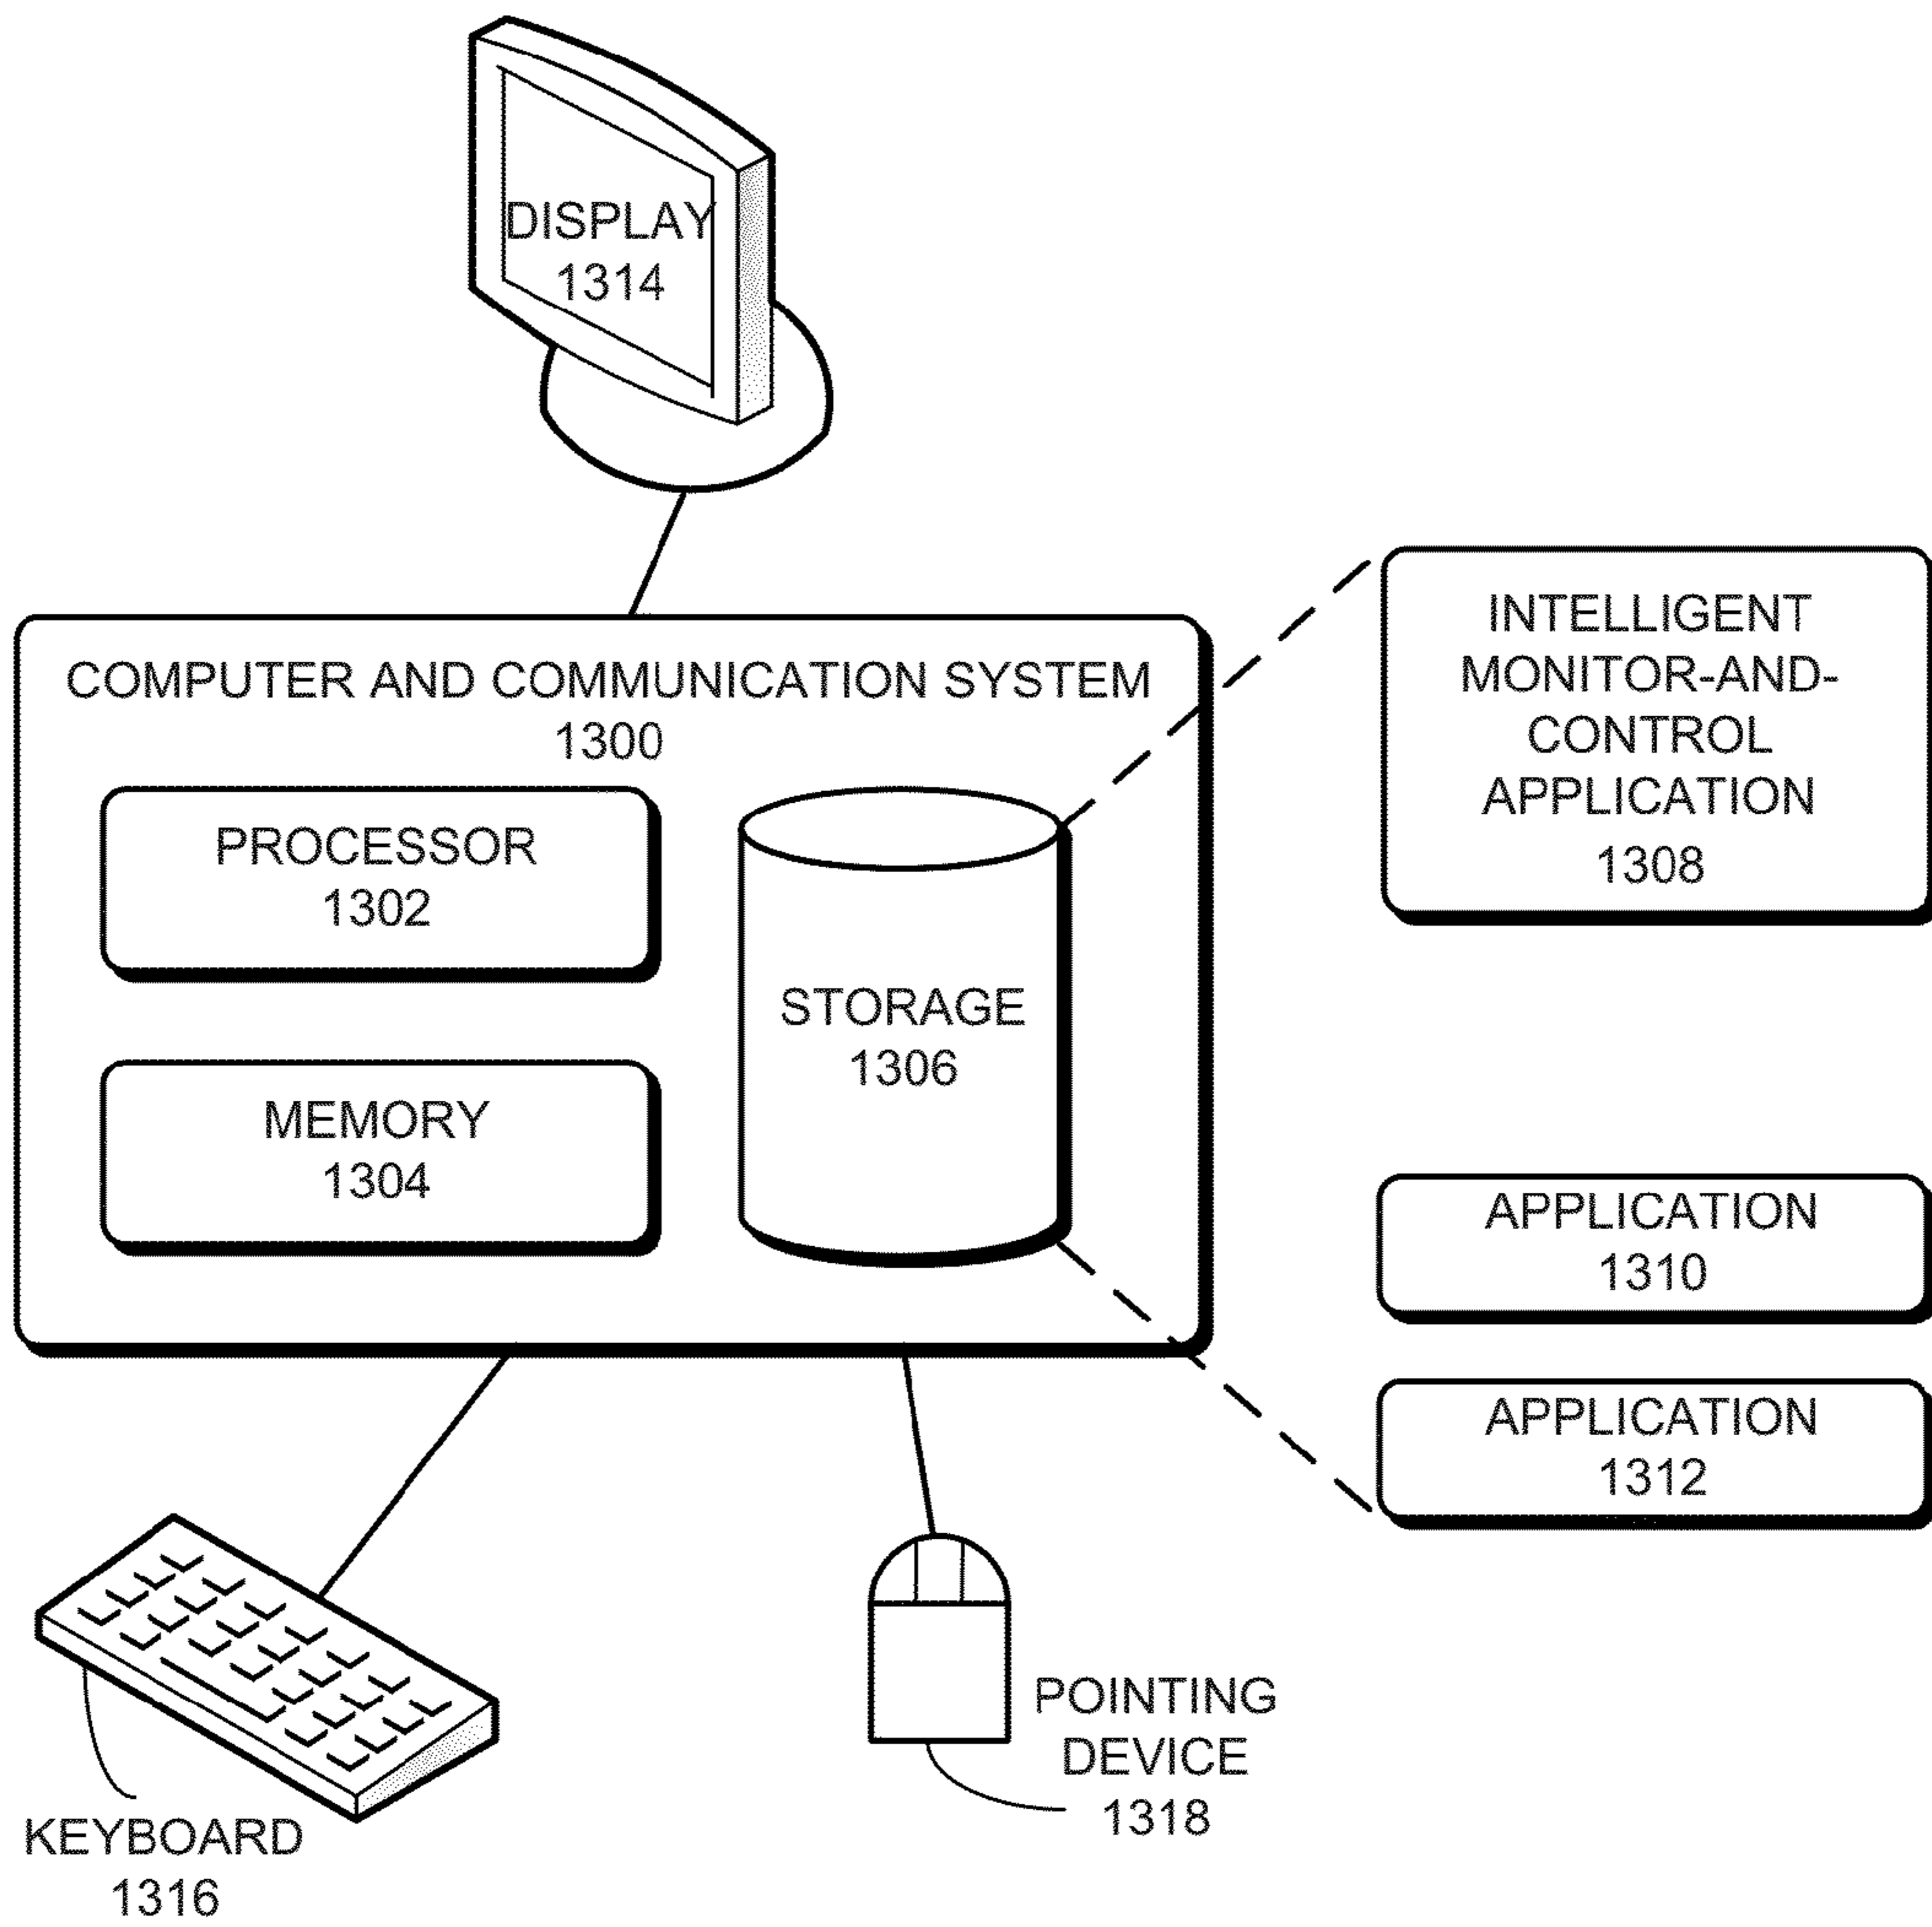 DISPLAY
1314
COMPUTER AND COMMUNICATION SYSTEM
1300
PROCESSOR
1302
MEMORY
1304
STORAGE
1306
INTELLIGENT
MONITOR-AND-
CONTROL
APPLICATION
1308
APPLICATION
1310
APPLICATION
1312
KEYBOARD
1316
POINTING
DEVICE
1318